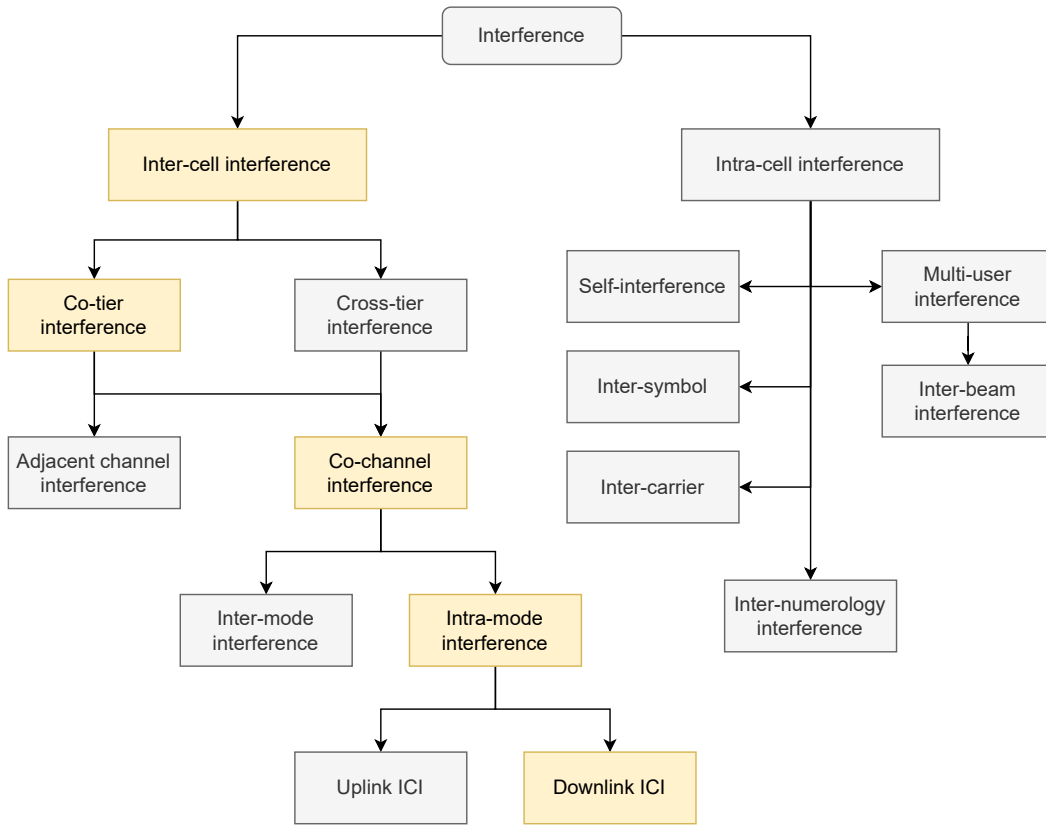 Interference
Inter-cell interference
Intra-cell interference
Co-tier
interference
Cross-tier
interference
Self-interference
Multi-user
interference
Inter-symbol
Inter-beam
interference
Adjacent channel
interference
Co-channel
interference
Inter-carrier
Inter-mode
interference
Intra-mode
interference
Inter-numerology
interference
Uplink ICI
Downlink ICI